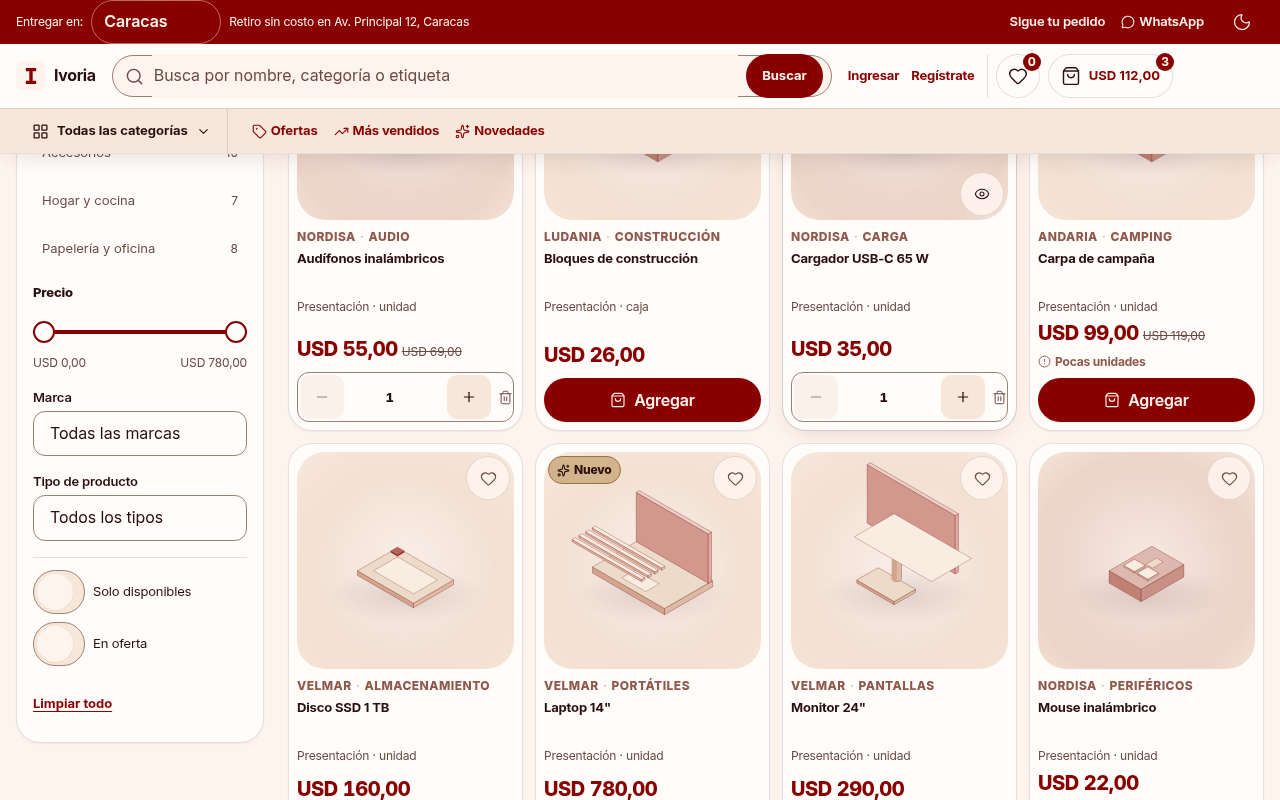 Entregar en:
Caracas
Retiro sin costo en Av. Principal 12, Caracas
Sigue tu pedido
WhatsApp
I
Ivoria
Busca por nombre, categoría o etiqueta
Buscar
Ingresar
Regístrate
0
USD 112,00
3
Todas las categorías
Ofertas
Más vendidos
Novedades
Hogar y cocina 7
Papelería y oficina 8
Precio
USD 0,00 USD 780,00
Marca
Todas las marcas
Tipo de producto
Todos los tipos
Solo disponibles
En oferta
Limpiar todo
NORDISA · AUDIO
Audífonos inalámbricos
Presentación · unidad
USD 55,00 USD 69,00
1
LUDANIA · CONSTRUCCIÓN
Bloques de construcción
Presentación · caja
USD 26,00
Agregar
NORDISA · CARGA
Cargador USB-C 65 W
Presentación · unidad
USD 35,00
1
ANDARIA · CAMPING
Carpa de campaña
Presentación · unidad
USD 99,00 USD 119,00
Pocas unidades
Agregar
VELMAR · ALMACENAMIENTO
Disco SSD 1 TB
Presentación · unidad
USD 160,00
Nuevo
VELMAR · PORTÁTILES
Laptop 14"
Presentación · unidad
USD 780,00
VELMAR · PANTALLAS
Monitor 24"
Presentación · unidad
USD 290,00
NORDISA · PERIFÉRICOS
Mouse inalámbrico
Presentación · unidad
USD 22,00